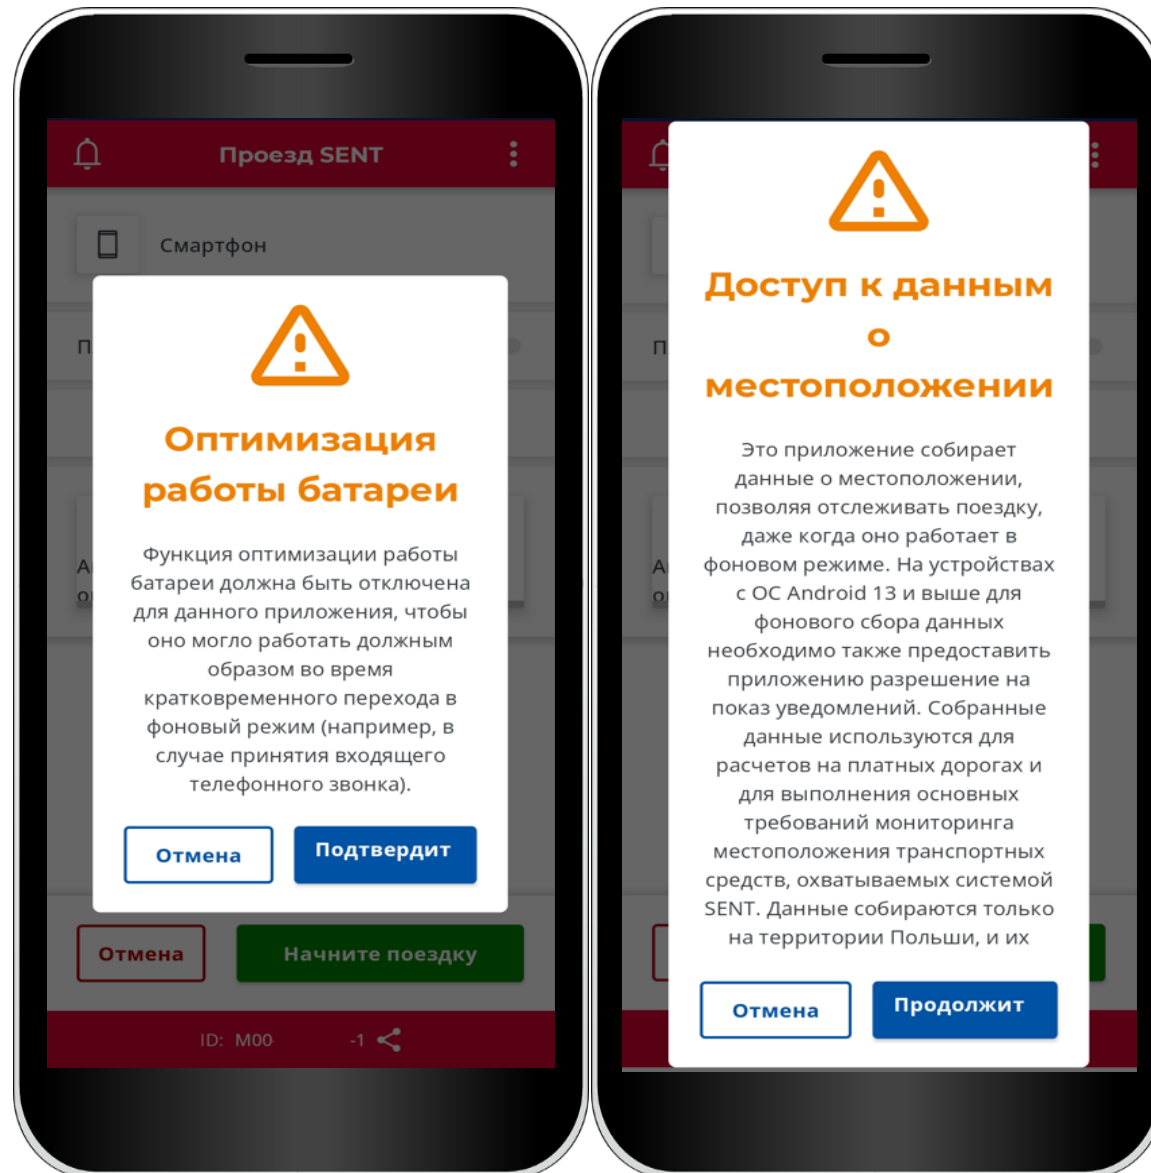 Проезд SENT
Смартфон
П
Оптимизация
работы батареи
Функция оптимизации работы
батареи должна быть отключена
для данного приложения, чтобы
оно могло работать должным
образом во время
кратковременного перехода в
фоновый режим (например, в
случае принятия входящего
телефонного звонка).
Отмена
Подтвердит
Отмена
Начните поездку
ID: M00 -1
П
Доступ к данным
о
местоположении
Это приложение собирает
данные о местоположении,
позволяя отслеживать поездку,
даже когда оно работает в
фоновом режиме. На устройствах
с ОС Android 13 и выше для
фонового сбора данных
необходимо также предоставить
приложению разрешение на
показ уведомлений. Собранные
данные используются для
расчетов на платных дорогах и
для выполнения основных
требований мониторинга
местоположения транспортных
средств, охватываемых системой
SENT. Данные собираются только
на территории Польши, и их
Отмена
Продолжит